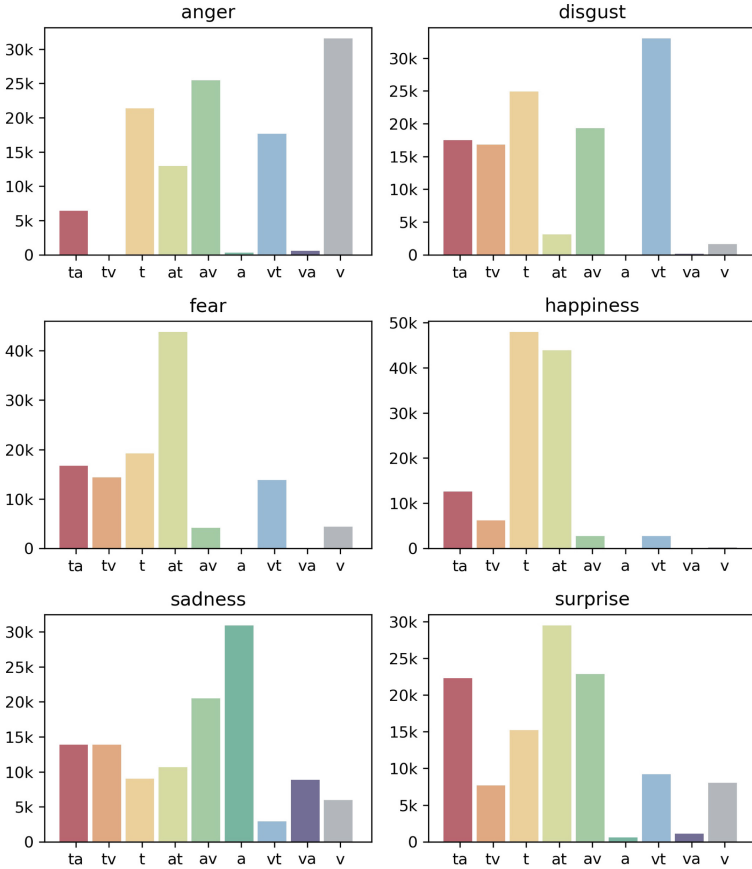 anger
30k
25k
20k
15k
10k
5k
0
ta tv t at av a vt va v
disgust
30k
25k
20k
15k
10k
5k
0
ta tv t at av a vt va v
fear
40k
30k
20k
10k
0
ta tv t at av a vt va v
happiness
50k
40k
30k
20k
10k
0
ta tv t at av a vt va v
sadness
30k
25k
20k
15k
10k
5k
0
ta tv t at av a vt va v
surprise
30k
25k
20k
15k
10k
5k
0
ta tv t at av a vt va v